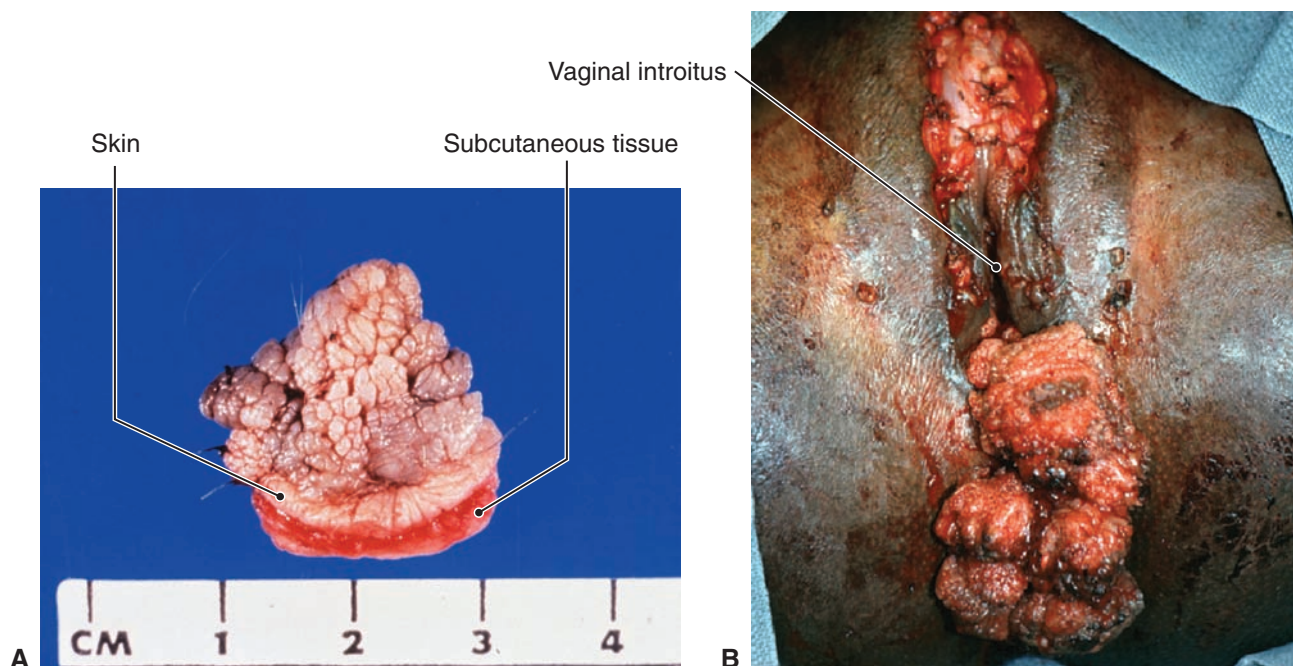 Vaginal introitus
Skin
Subcutaneous tissue
CM 1 2 3 4
A
B